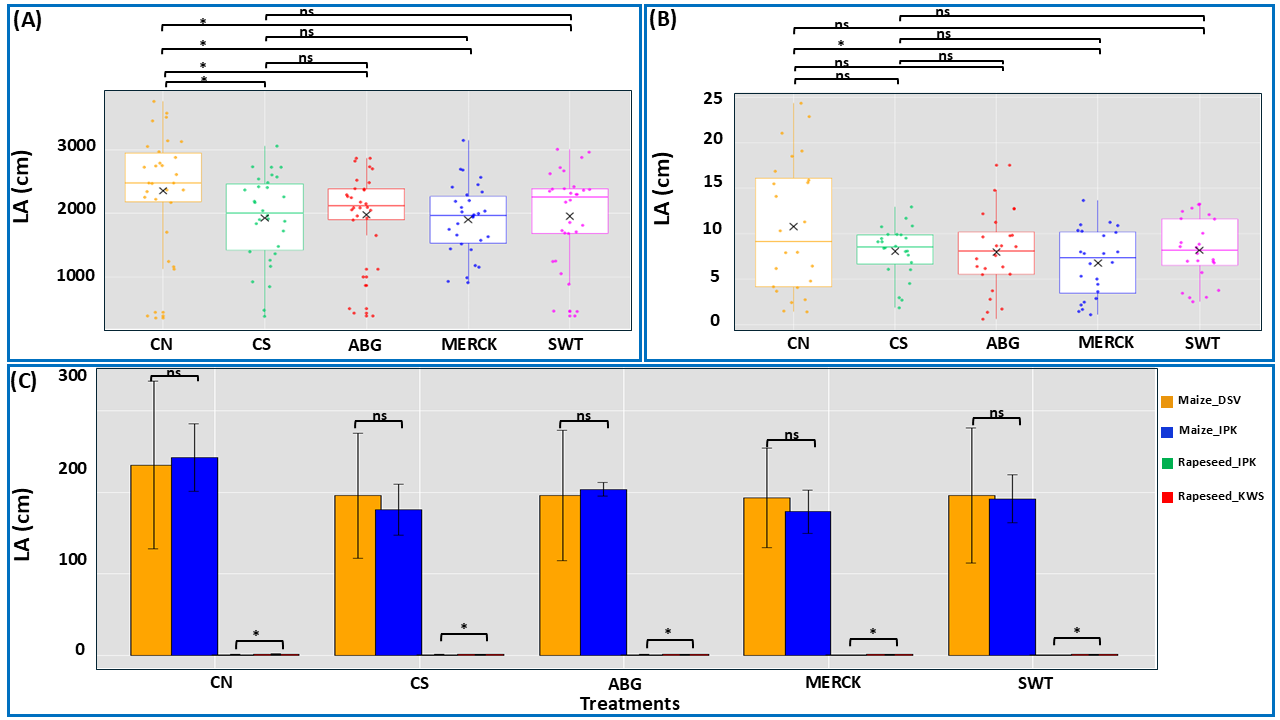 (A)
ns
*
ns
*
ns
*
*
LA (cm)
3000
2000
1000
CN CS ABG MERCK SWT
(B)
ns
ns
ns
*
ns
ns
ns
LA (cm)
25
20
15
10
5
0
CN CS ABG MERCK SWT
(C)
LA (cm)
300
200
100
0
ns ns ns ns ns
* * * * *
CN CS ABG MERCK SWT
Treatments
Maize_DSV
Maize_IPK
Rapeseed_IPK
Rapeseed_KWS